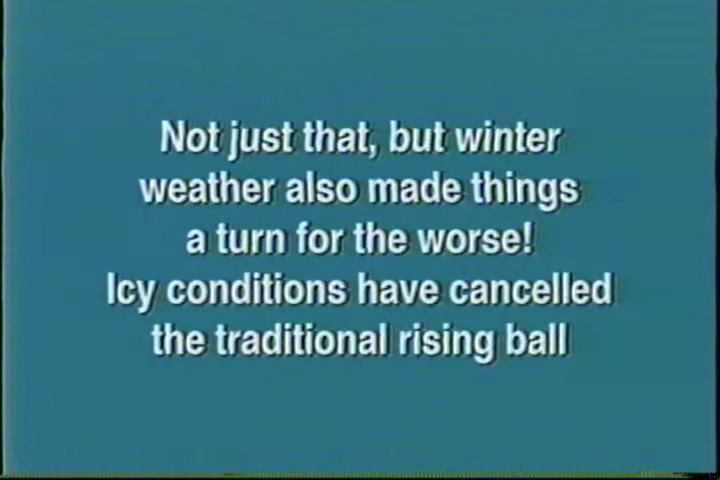 Not just that, but winter
weather also made things
a turn for the worse!
Icy conditions have cancelled
the traditional rising ball